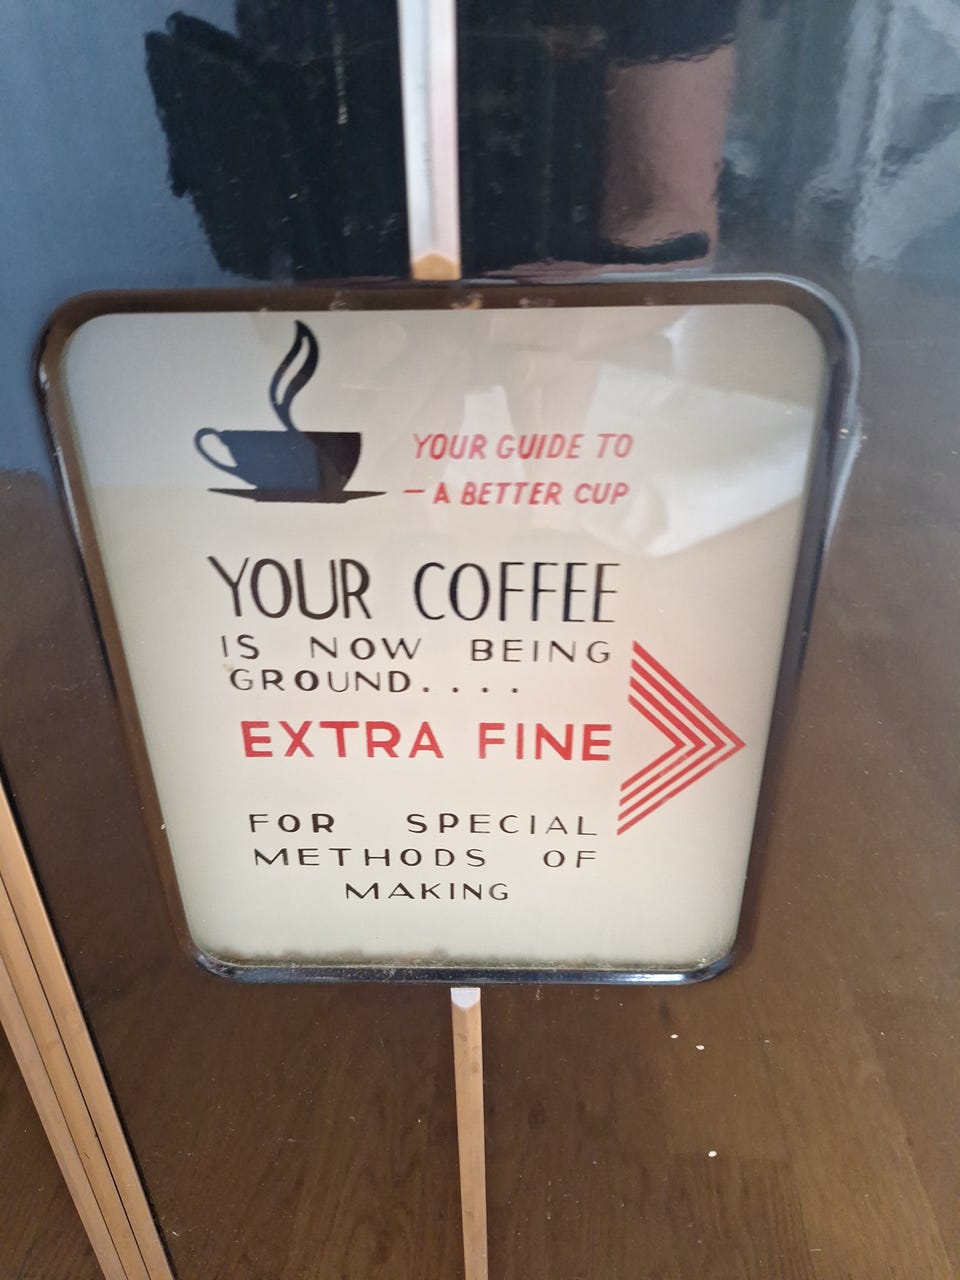 YOUR GUIDE TO
— A BETTER CUP
YOUR COFFEE
IS NOW BEING
GROUND....
EXTRA FINE
FOR SPECIAL
METHODS OF
MAKING